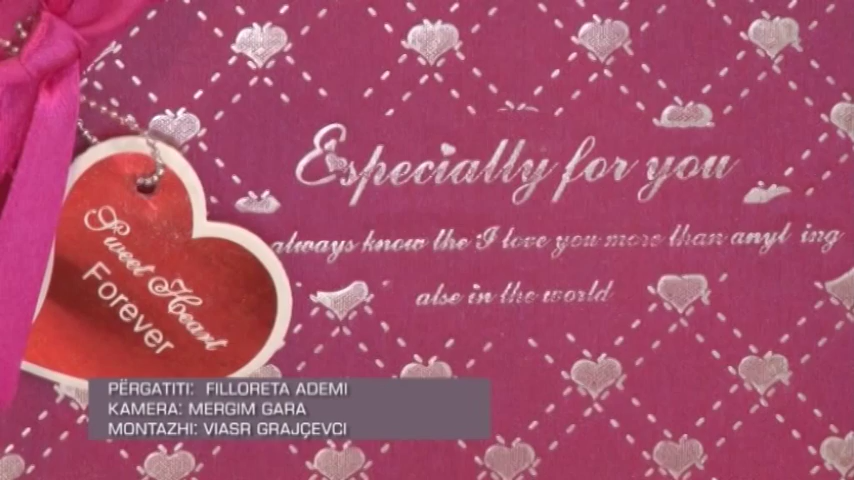 Especially for you
always know the I love you more than anyt ing
alse in the world
Sweet Heart
Forever
PËRGATITI: FILLORETA ADEMI
KAMERA: MERGIM GARA
MONTAZHI: VIASR GRAJÇEVCI